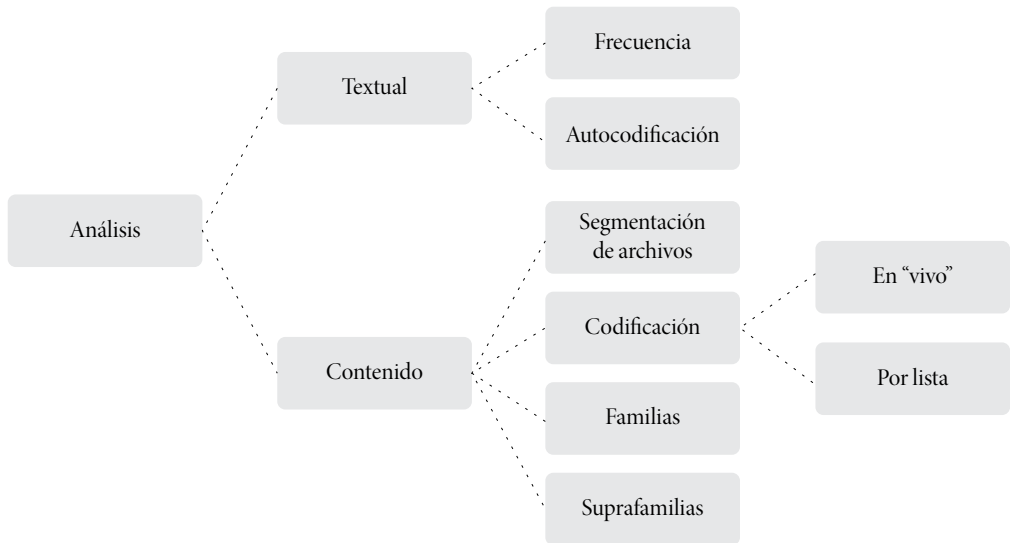 Análisis
Textual
Frecuencia
Autocodificación
Contenido
Segmentación
de archivos
Codificación
En “vivo”
Por lista
Familias
Suprafamilias